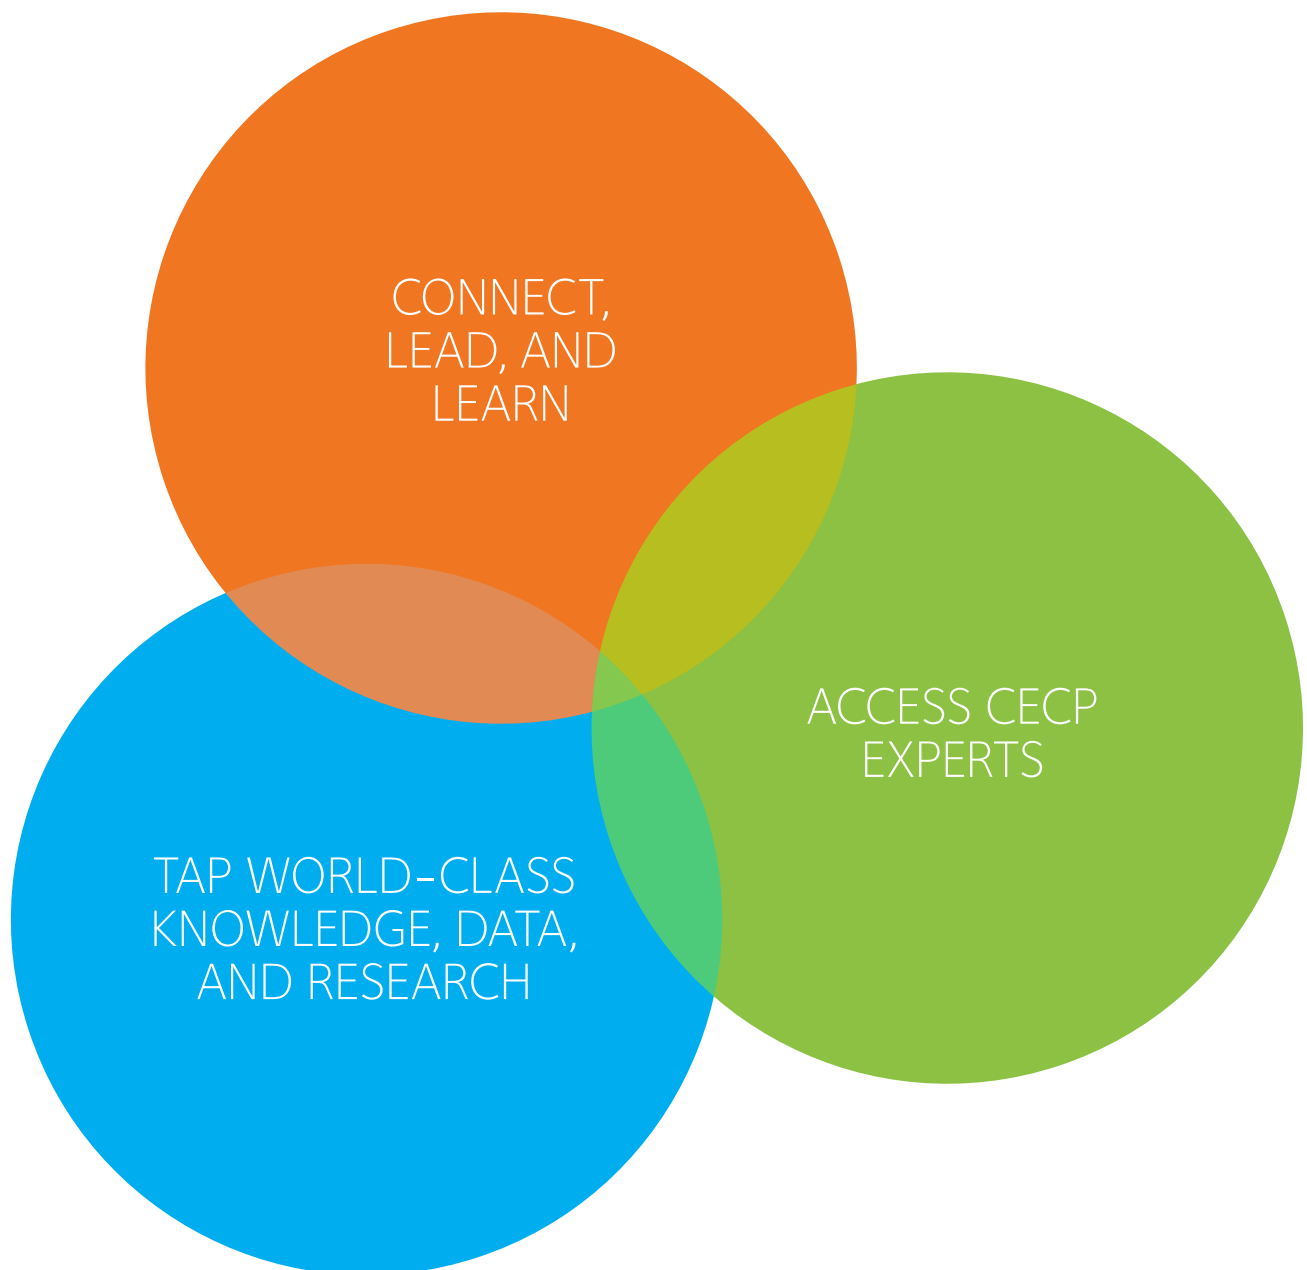 CONNECT,
LEAD, AND
LEARN
ACCESS CECP
EXPERTS
TAP WORLD-CLASS
KNOWLEDGE, DATA,
AND RESEARCH